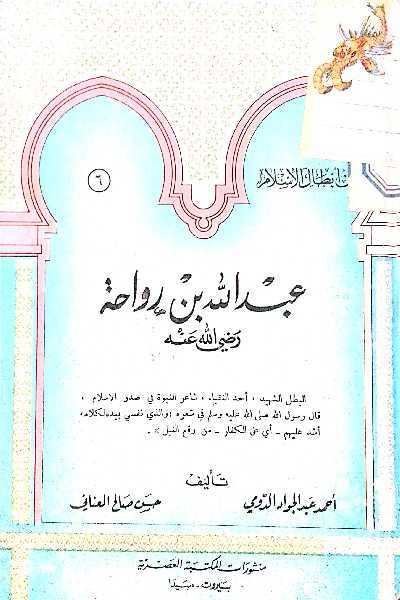 أبطال الإسلام
٦
عبد الله بن رواحة
رضي الله عنه
البطل الشهيد ، أحد النقباء ، شاعر النبوة في صدر الاسلام ،
قال رسول الله صلى الله عليه وسلم في شعره «والذي نفسي بيده لكلامه
أشد عليهم - أي على الكفار - من وقع النبل» .
تأليف
أحمد عبد الجواد الدومي حسن صالح العناني
منشورات المكتبة العصرية
بيروت - صيدا